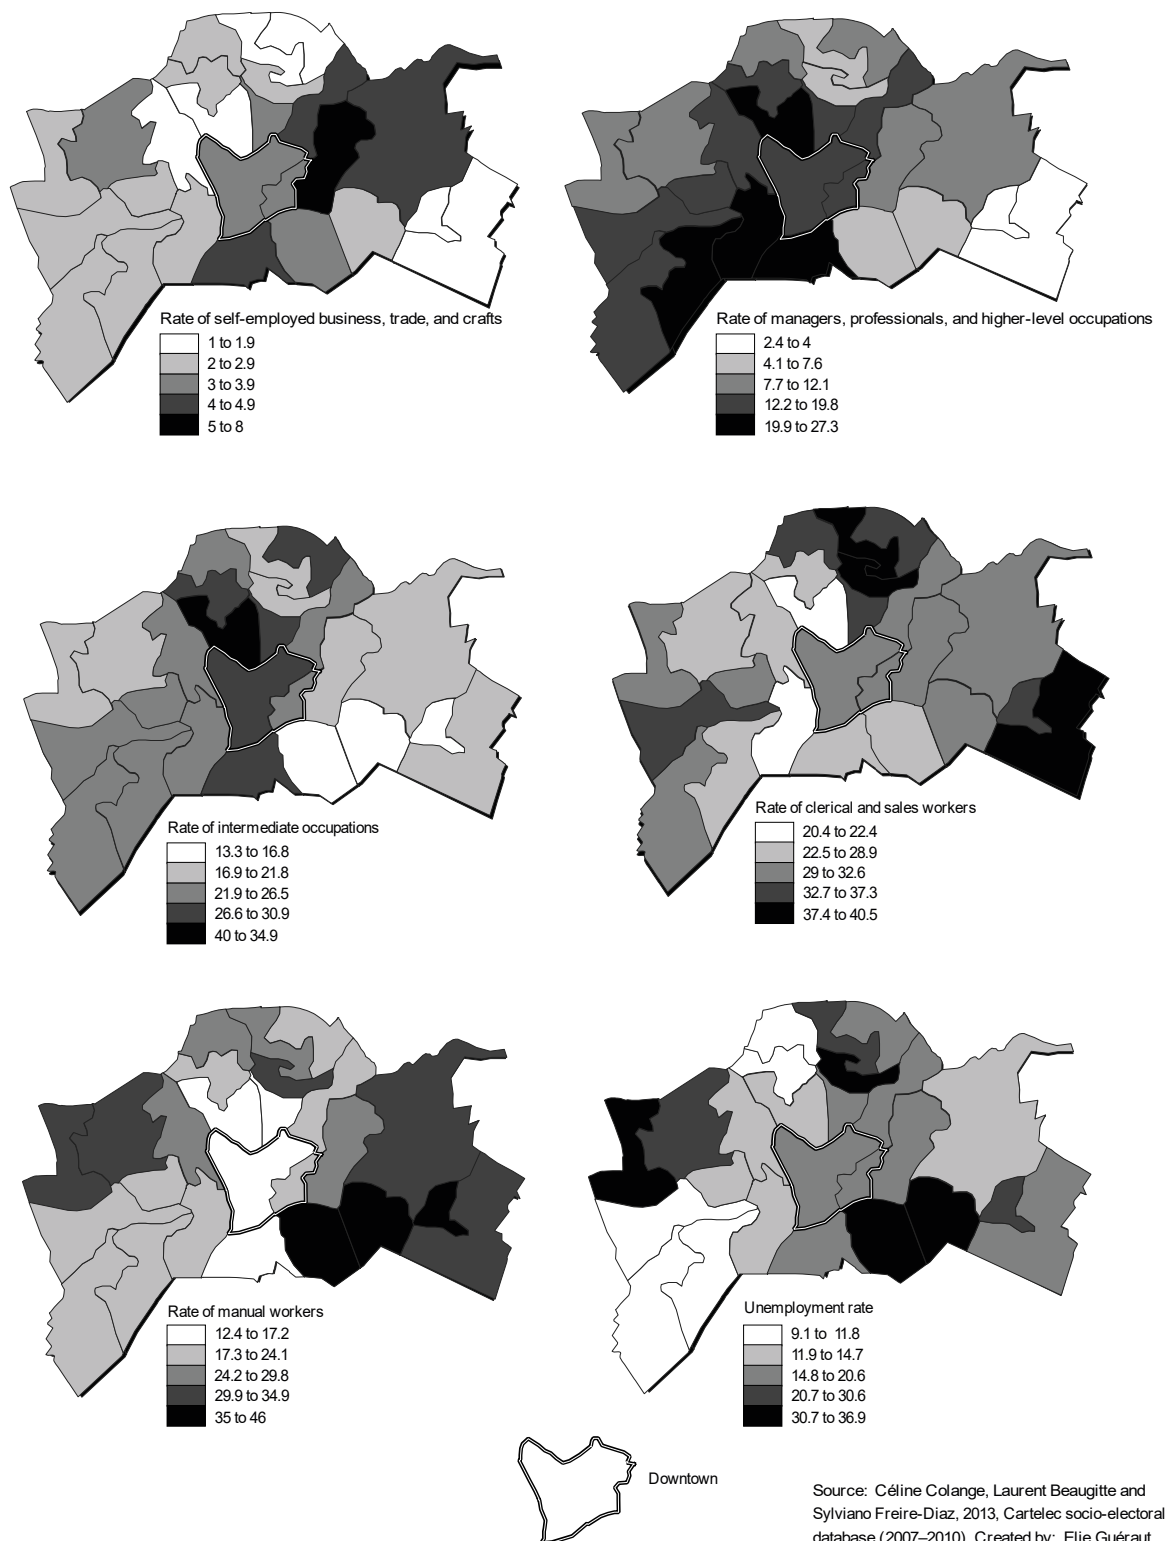 Rate of self-employed business, trade, and crafts
1 to 1.9
2 to 2.9
3 to 3.9
4 to 4.9
5 to 8
Rate of managers, professionals, and higher-level occupations
2.4 to 4
4.1 to 7.6
7.7 to 12.1
12.2 to 19.8
19.9 to 27.3
Rate of intermediate occupations
13.3 to 16.8
16.9 to 21.8
21.9 to 26.5
26.6 to 30.9
40 to 34.9
Rate of clerical and sales workers
20.4 to 22.4
22.5 to 28.9
29 to 32.6
32.7 to 37.3
37.4 to 40.5
Rate of manual workers
12.4 to 17.2
17.3 to 24.1
24.2 to 29.8
29.9 to 34.9
35 to 46
Unemployment rate
9.1 to 11.8
11.9 to 14.7
14.8 to 20.6
20.7 to 30.6
30.7 to 36.9
Downtown
Source: Céline Colange, Laurent Beaugitte and
Sylviano Freire-Diaz, 2013, Cartelec socio-electoral
database (2007–2010). Created by: Elie Guéraut